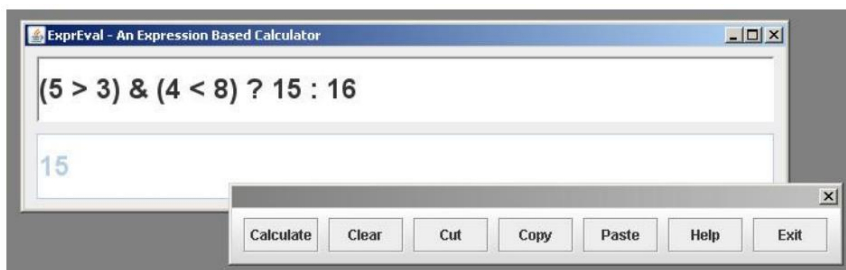 ExprEval - An Expression Based Calculator
(5 > 3) & (4 < 8) ? 15 : 16
15
Calculate Clear Cut Copy Paste Help Exit